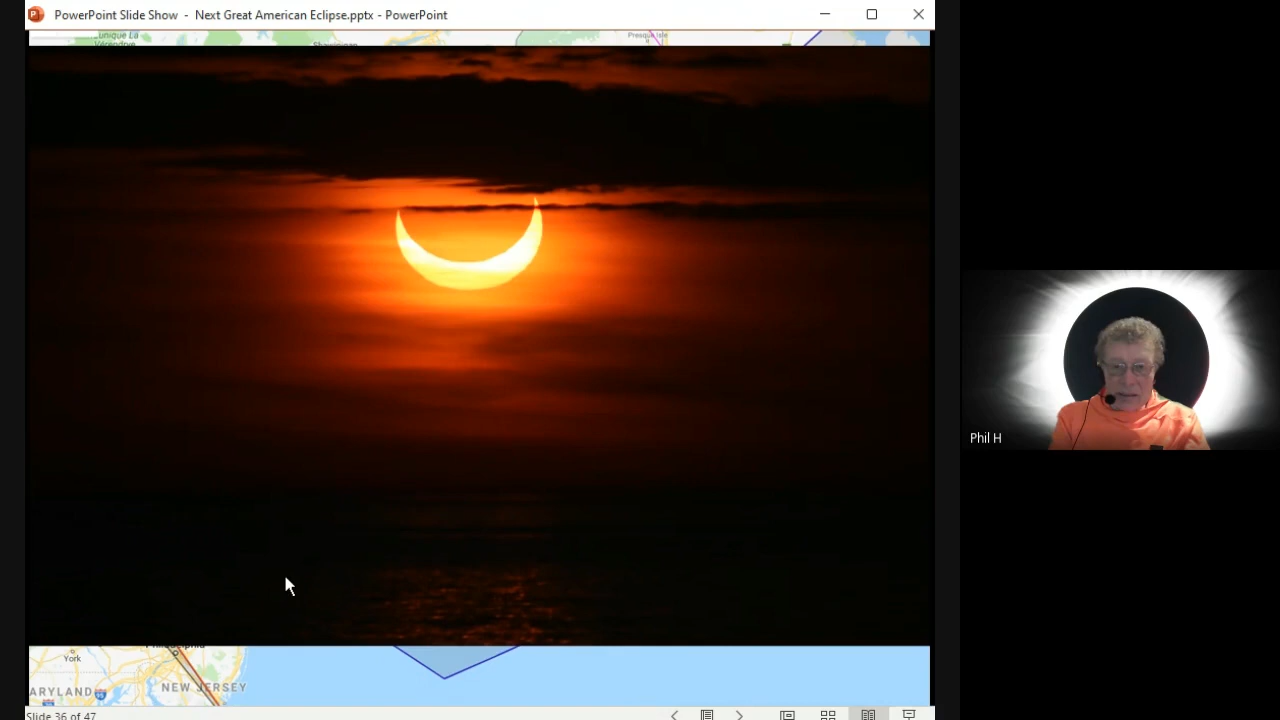 PowerPoint Slide Show - Next Great American Eclipse.pptx - PowerPoint
Presque Isle
Phil H
York
ARYLAND
NEW JERSEY
Slide 36 of 47